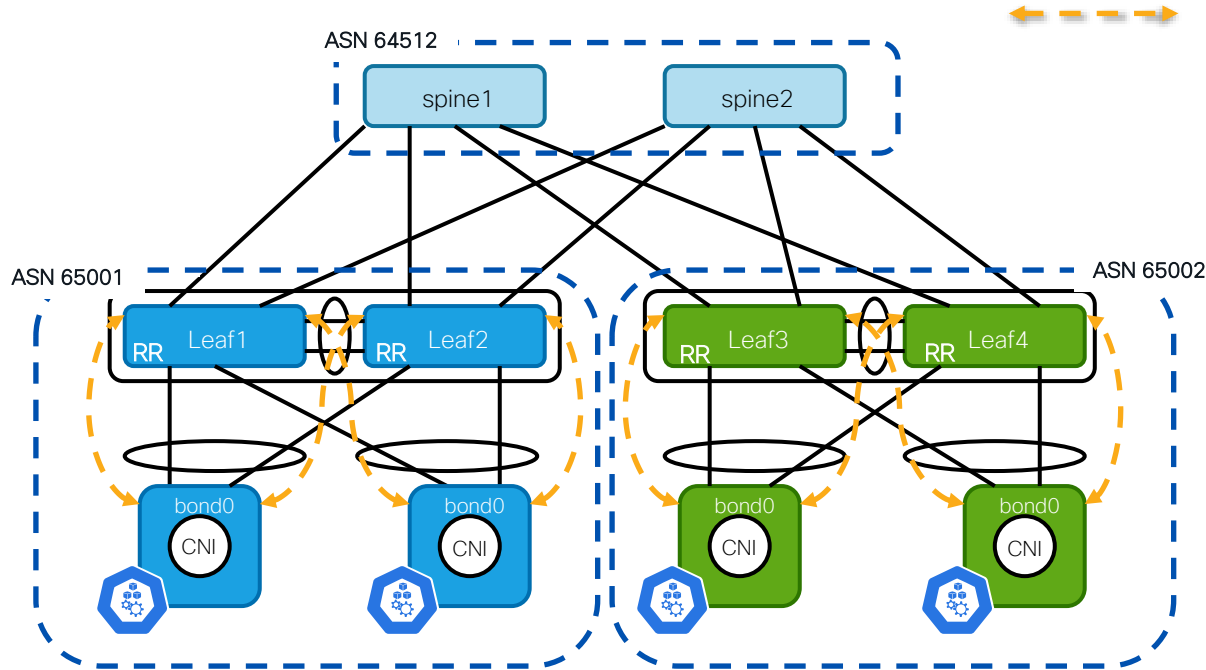 ASN 64512
spine1
spine2
ASN 65001
ASN 65002
Leaf1
RR
Leaf2
RR
Leaf3
RR
Leaf4
RR
bond0
CNI
bond0
CNI
bond0
CNI
bond0
CNI